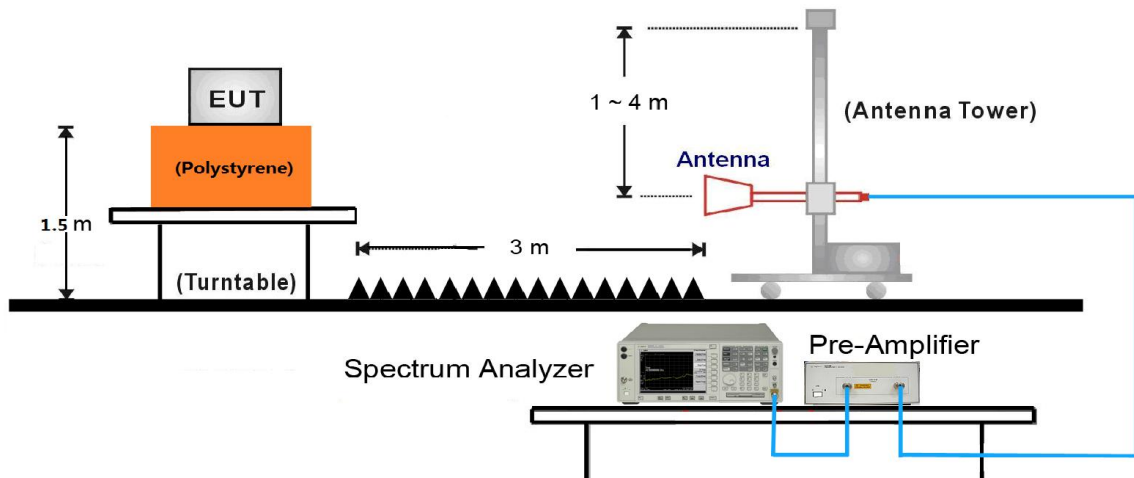 EUT
(Polystyrene)
1.5 m
(Turntable)
3 m
1 ~ 4 m
Antenna
(Antenna Tower)
Spectrum Analyzer
Pre-Amplifier